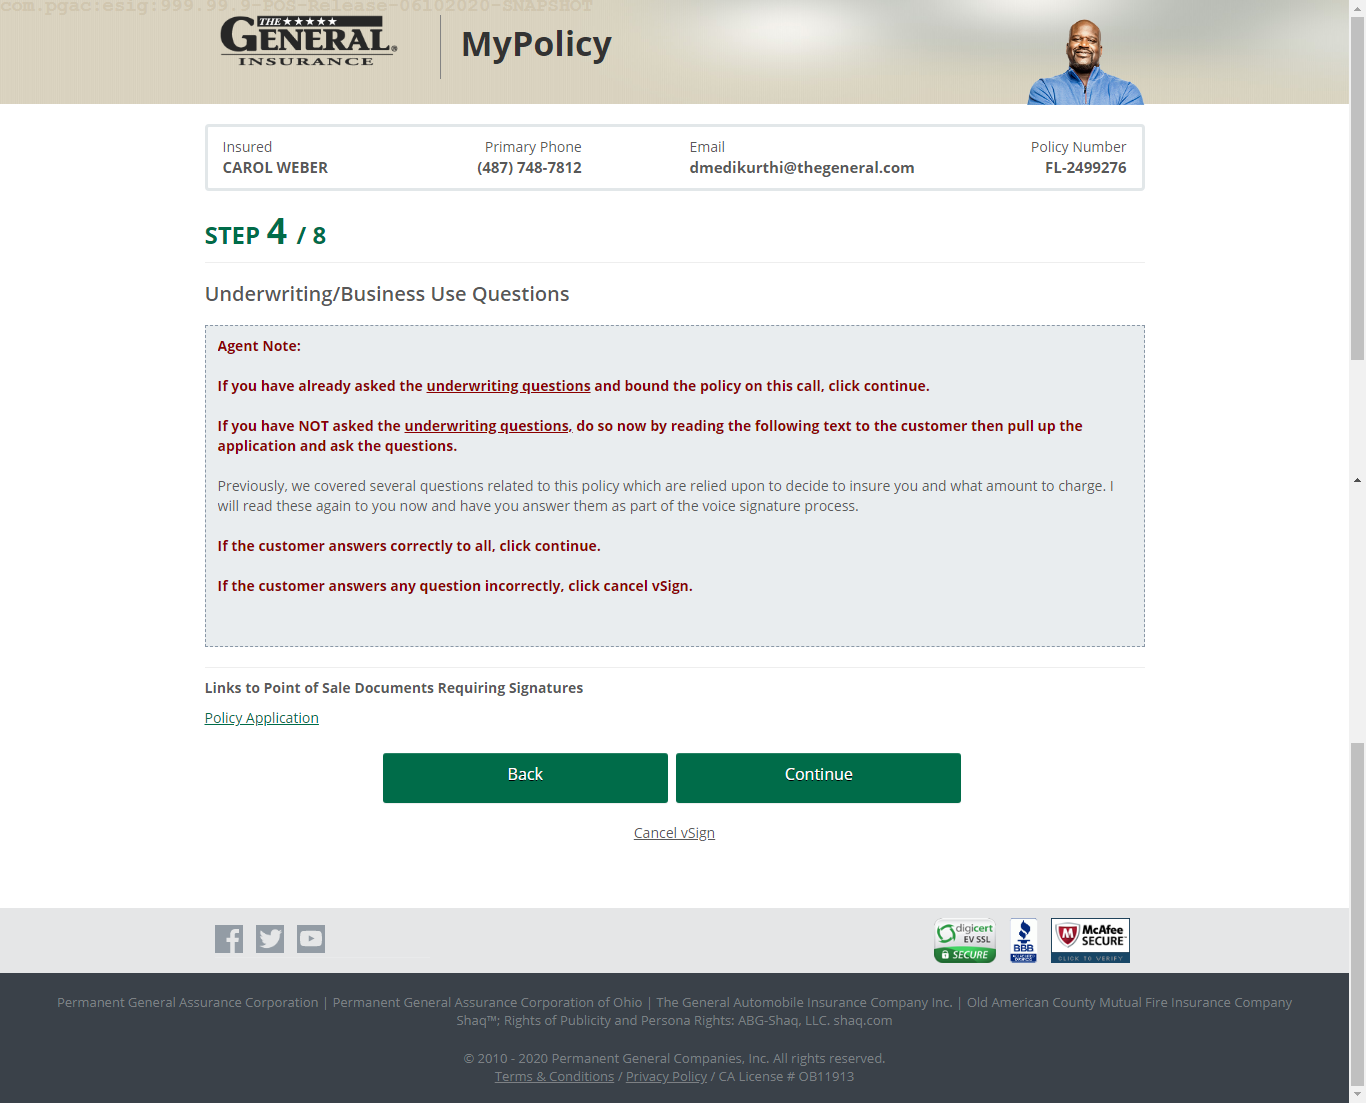 com.pgac:esig:999.99.9-POS-Release-06102020-SNAPSHOT
THE
GENERAL®
INSURANCE
MyPolicy
Insured Primary Phone Email Policy Number
CAROL WEBER (487) 748-7812 dmedikurthi@thegeneral.com FL-2499276
STEP 4 / 8
Underwriting/Business Use Questions
Agent Note:
If you have already asked the underwriting questions and bound the policy on this call, click continue.
If you have NOT asked the underwriting questions, do so now by reading the following text to the customer then pull up the
application and ask the questions.
Previously, we covered several questions related to this policy which are relied upon to decide to insure you and what amount to charge. I
will read these again to you now and have you answer them as part of the voice signature process.
If the customer answers correctly to all, click continue.
If the customer answers any question incorrectly, click cancel vSign.
Links to Point of Sale Documents Requiring Signatures
Policy Application
Back Continue
Cancel vSign
digicert
EV SSL
SECURE
BBB
ACCREDITED
BUSINESS
McAfee
SECURE™
CLICK TO VERIFY
Permanent General Assurance Corporation | Permanent General Assurance Corporation of Ohio | The General Automobile Insurance Company Inc. | Old American County Mutual Fire Insurance Company
Shaq™; Rights of Publicity and Persona Rights: ABG-Shaq, LLC. shaq.com
© 2010 - 2020 Permanent General Companies, Inc. All rights reserved.
Terms & Conditions / Privacy Policy / CA License # OB11913